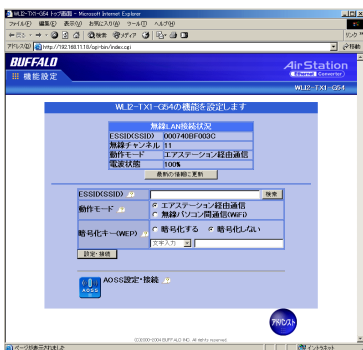 WLI2-TX1-G54 トップ画面 - Microsoft Internet Explorer
ファイル(F) 編集(E) 表示(V) お気に入り(A) ツール(T) ヘルプ(H)
戻る 検索 お気に入り メディア
アドレス(D) http://192.168.1.118/cgi-bin/index.cgi 移動
BUFFALO
AirStation
Ethernet Converter
機能設定
WLI2-TX1-G54
WLI2-TX1-G54の機能を設定します
無線LAN接続状況
ESSID(SSID) 000740BF003C
無線チャンネル 11
動作モード エアステーション経由通信
電波状態 100%
最新の情報に更新
ESSID(SSID) 検索
動作モード エアステーション経由通信
無線パソコン間通信(WiFi)
暗号化キー(WEP) 暗号化する 暗号化しない
文字入力
設定・接続
AOSS AOSS設定・接続
アドバンスト
(C)2000-2004 BUFFALO INC. All rights reserved.
ページが表示されました インターネット